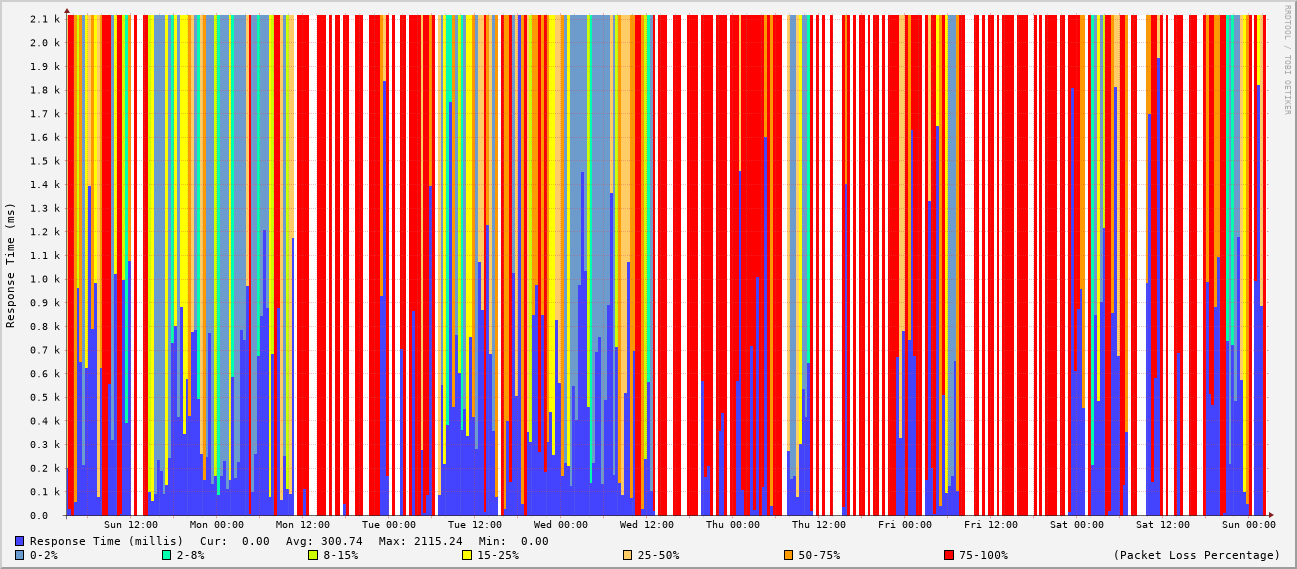 RRDTOOL / TOBI OETIKER
Response Time (ms)
2.1 k
2.0 k
1.9 k
1.8 k
1.7 k
1.6 k
1.5 k
1.4 k
1.3 k
1.2 k
1.1 k
1.0 k
0.9 k
0.8 k
0.7 k
0.6 k
0.5 k
0.4 k
0.3 k
0.2 k
0.1 k
0.0
Sun 12:00 Mon 00:00 Mon 12:00 Tue 00:00 Tue 12:00 Wed 00:00 Wed 12:00 Thu 00:00 Thu 12:00 Fri 00:00 Fri 12:00 Sat 00:00 Sat 12:00 Sun 00:00
Response Time (millis) Cur: 0.00 Avg: 300.74 Max: 2115.24 Min: 0.00
0-2% 2-8% 8-15% 15-25% 25-50% 50-75% 75-100% (Packet Loss Percentage)